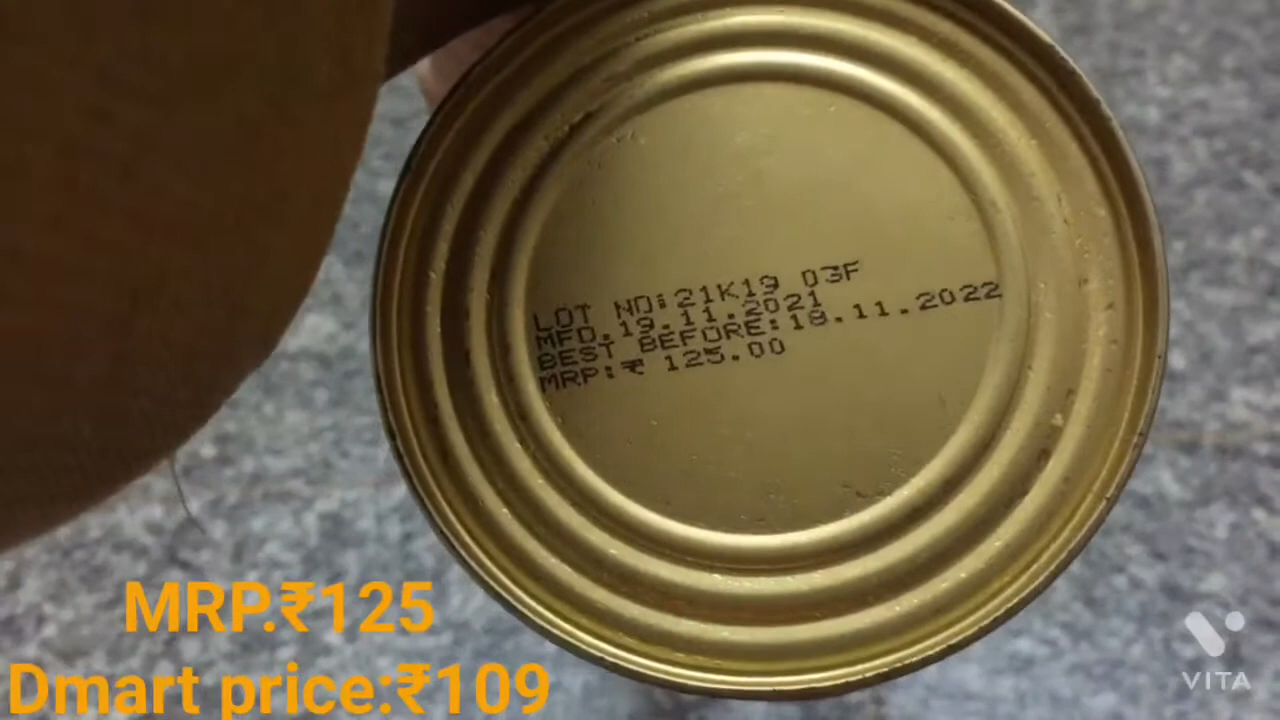 LOT NO:21K19 03F
MFD.19.11.2021
BEST BEFORE:18.11.2022
MRP:₹ 125.00
MRP.₹125
Dmart price:₹109
VITA